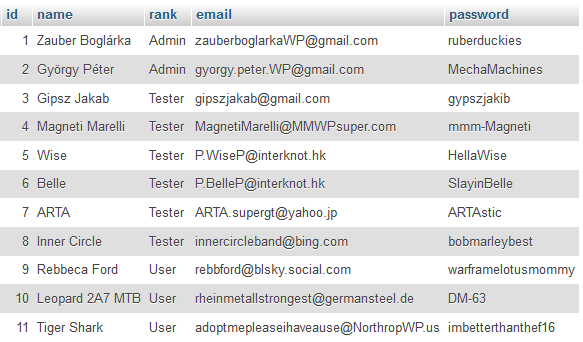 id name rank email password
1 Zauber Boglárka Admin zauberboglarkaWP@gmail.com ruberduckies
2 György Péter Admin gyorgy.peter.WP@gmail.com MechaMachines
3 Gipsz Jakab Tester gipszjakab@gmail.com gypszjakib
4 Magneti Marelli Tester MagnetiMarelli@MMWPsuper.com mmm-Magneti
5 Wise Tester P.WiseP@interknot.hk HellaWise
6 Belle Tester P.BelleP@interknot.hk SlayinBelle
7 ARTA Tester ARTA.supergt@yahoo.jp ARTAstic
8 Inner Circle Tester innercircleband@bing.com bobmarleybest
9 Rebbeca Ford User rebbford@blsky.social.com warframelotusmommy
10 Leopard 2A7 MTB User rheinmetallstrongest@germansteel.de DM-63
11 Tiger Shark User adoptmepleaseihaveause@NorthropWP.us imbetterthanthef16